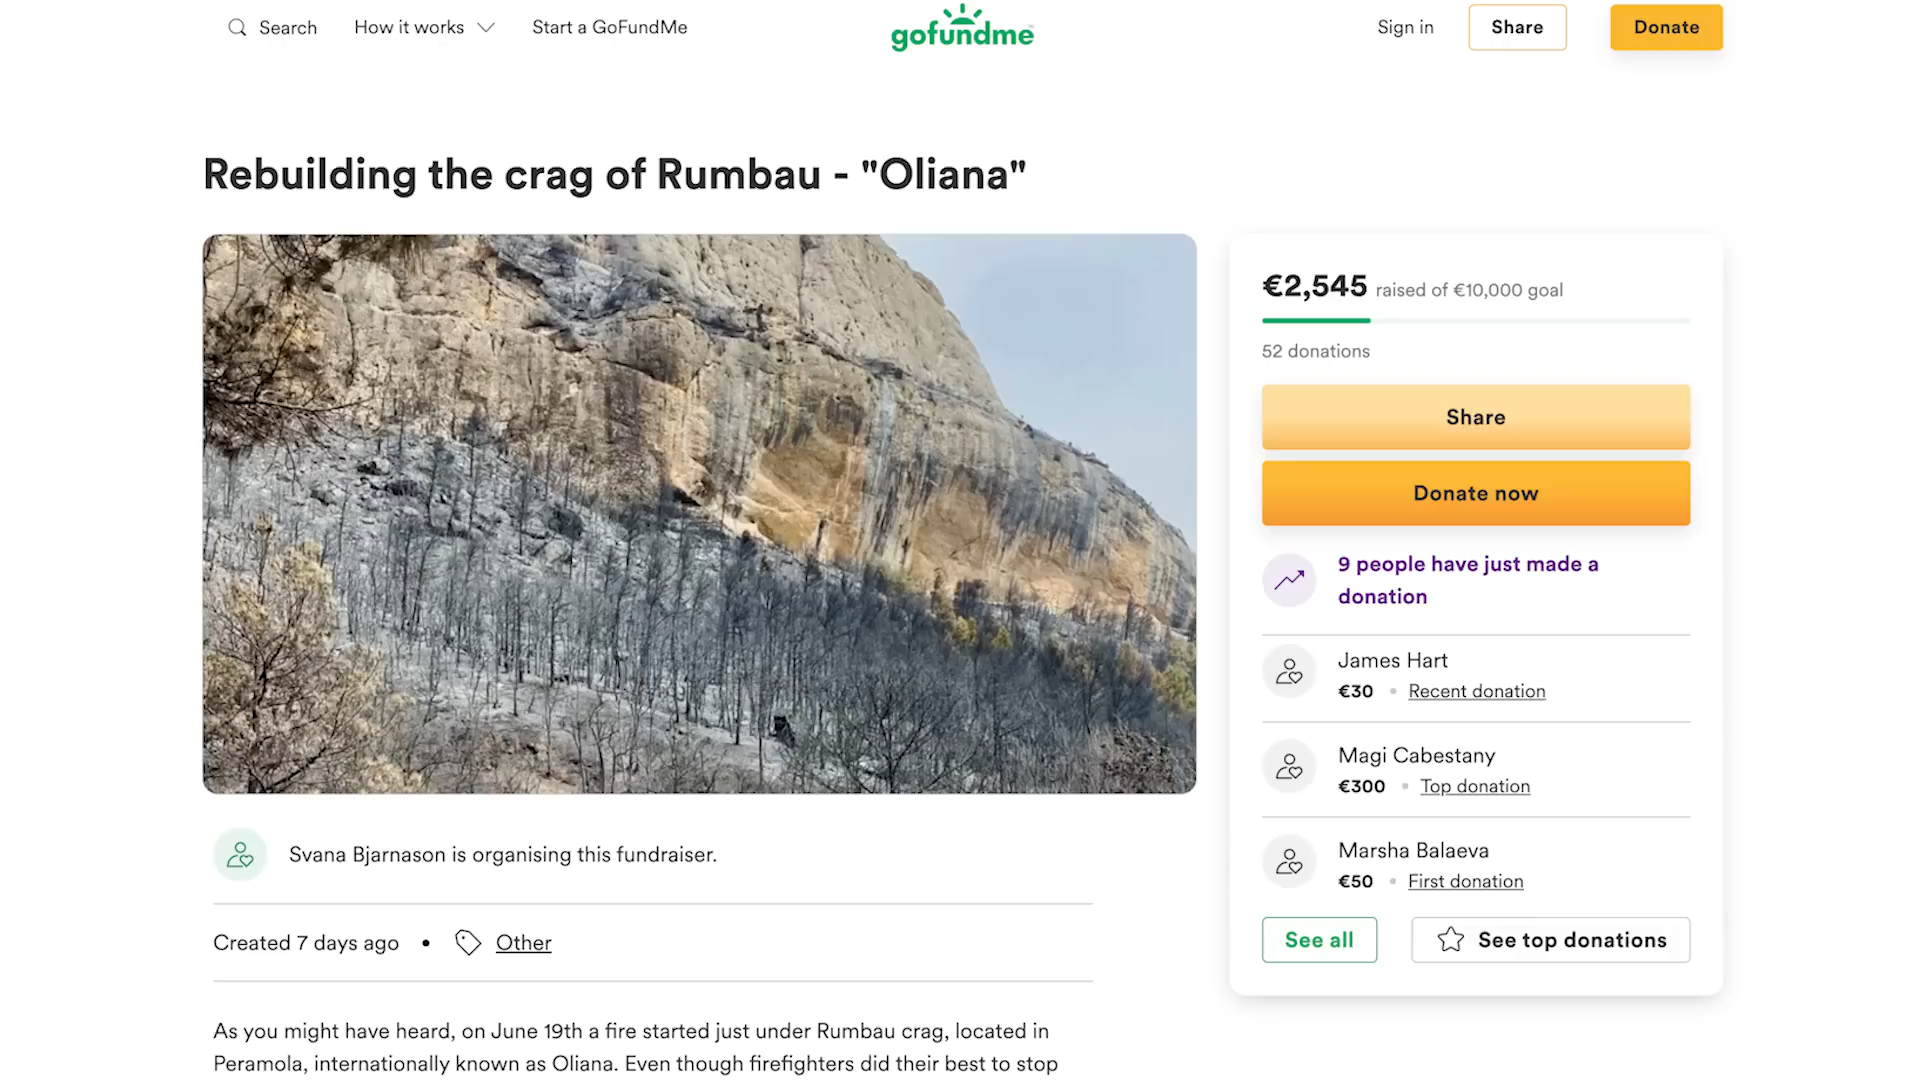 Search How it works Start a GoFundMe gofundme Sign in Share Donate
Rebuilding the crag of Rumbau - "Oliana"
€2,545 raised of €10,000 goal
52 donations
Share
Donate now
9 people have just made a
donation
James Hart
€30 • Recent donation
Magi Cabestany
€300 • Top donation
Marsha Balaeva
€50 • First donation
See all See top donations
Svana Bjarnason is organising this fundraiser.
Created 7 days ago • Other
As you might have heard, on June 19th a fire started just under Rumbau crag, located in
Peramola, internationally known as Oliana. Even though firefighters did their best to stop